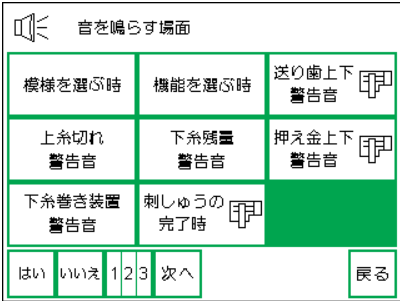 音を鳴らす場面
模様を選ぶ時
機能を選ぶ時
送り歯上下
警告音
上糸切れ
警告音
下糸残量
警告音
押え金上下
警告音
下糸巻き装置
警告音
刺しゅうの
完了時
はい
いいえ
1 2 3
次へ
戻る